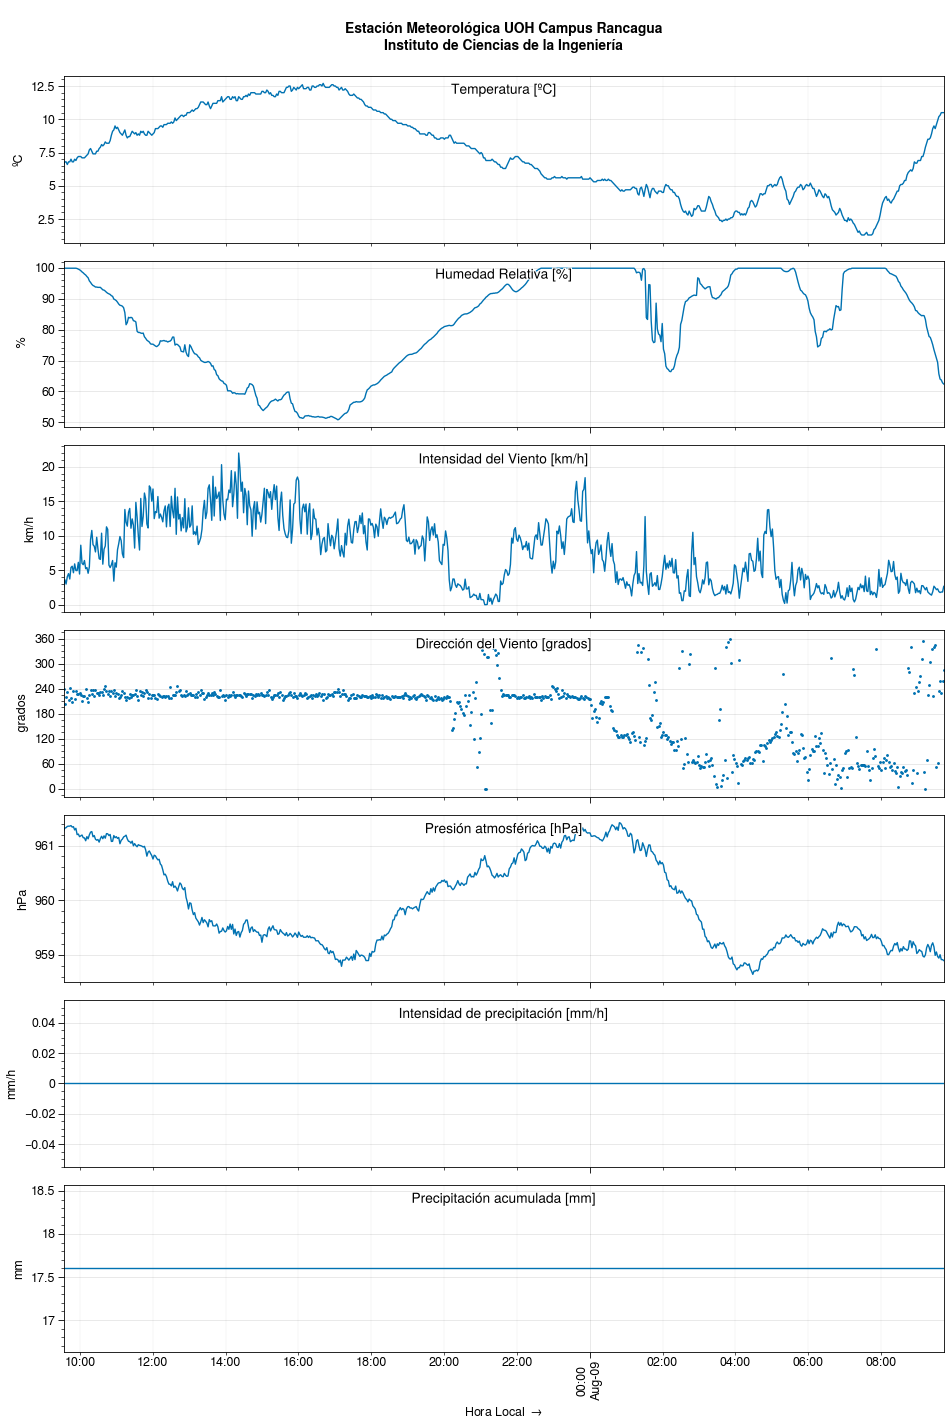 Estación Meteorológica UOH Campus Rancagua
Instituto de Ciencias de la Ingeniería
Temperatura [ºC]
12.5
10
7.5
5
2.5
ºC
Humedad Relativa [%]
100
90
80
70
60
50
%
Intensidad del Viento [km/h]
20
15
10
5
0
km/h
Dirección del Viento [grados]
360
300
240
180
120
60
0
grados
Presión atmosférica [hPa]
961
960
959
hPa
Intensidad de precipitación [mm/h]
0.04
0.02
0
−0.02
−0.04
mm/h
Precipitación acumulada [mm]
18.5
18
17.5
17
mm
10:00 12:00 14:00 16:00 18:00 20:00 22:00 00:00 02:00 04:00 06:00 08:00
Aug-09
Hora Local →